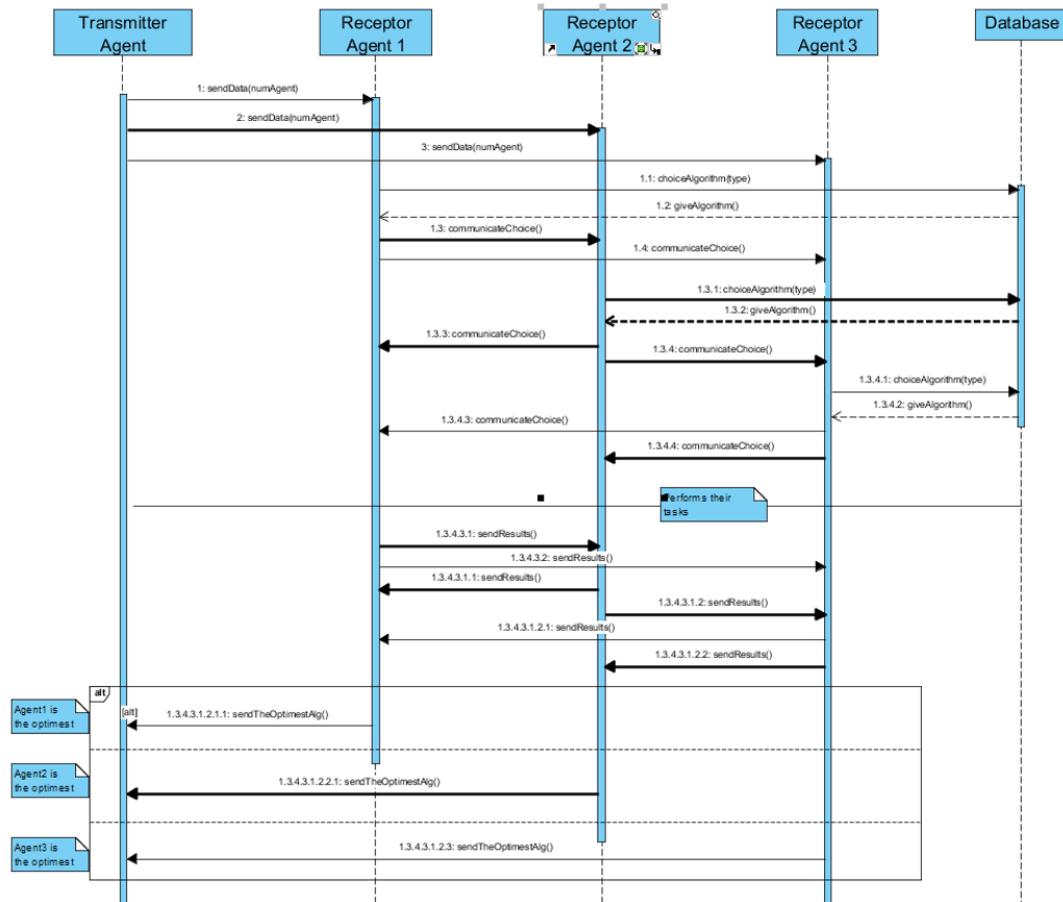 Transmitter
Agent
Receptor
Agent 1
Receptor
Agent 2
Receptor
Agent 3
Database
1: sendData(numAgent)
2: sendData(numAgent)
3: sendData(numAgent)
1.1: choiceAlgorithm(type)
1.2: giveAlgorithm()
1.3: communicateChoice()
1.4: communicateChoice()
1.3.1: choiceAlgorithm(type)
1.3.2: giveAlgorithm()
1.3.3: communicateChoice()
1.3.4: communicateChoice()
1.3.4.1: choiceAlgorithm(type)
1.3.4.2: giveAlgorithm()
1.3.4.3: communicateChoice()
1.3.4.4: communicateChoice()
Performs their
tasks
1.3.4.3.1: sendResults()
1.3.4.3.2: sendResults()
1.3.4.3.1.1: sendResults()
1.3.4.3.1.2: sendResults()
1.3.4.3.1.2.1: sendResults()
1.3.4.3.1.2.2: sendResults()
alt
Agent1 is
the optimest
[alt]
1.3.4.3.1.2.1.1: sendTheOptimestAlg()
Agent2 is
the optimest
1.3.4.3.1.2.2.1: sendTheOptimestAlg()
Agent3 is
the optimest
1.3.4.3.1.2.3: sendTheOptimestAlg()